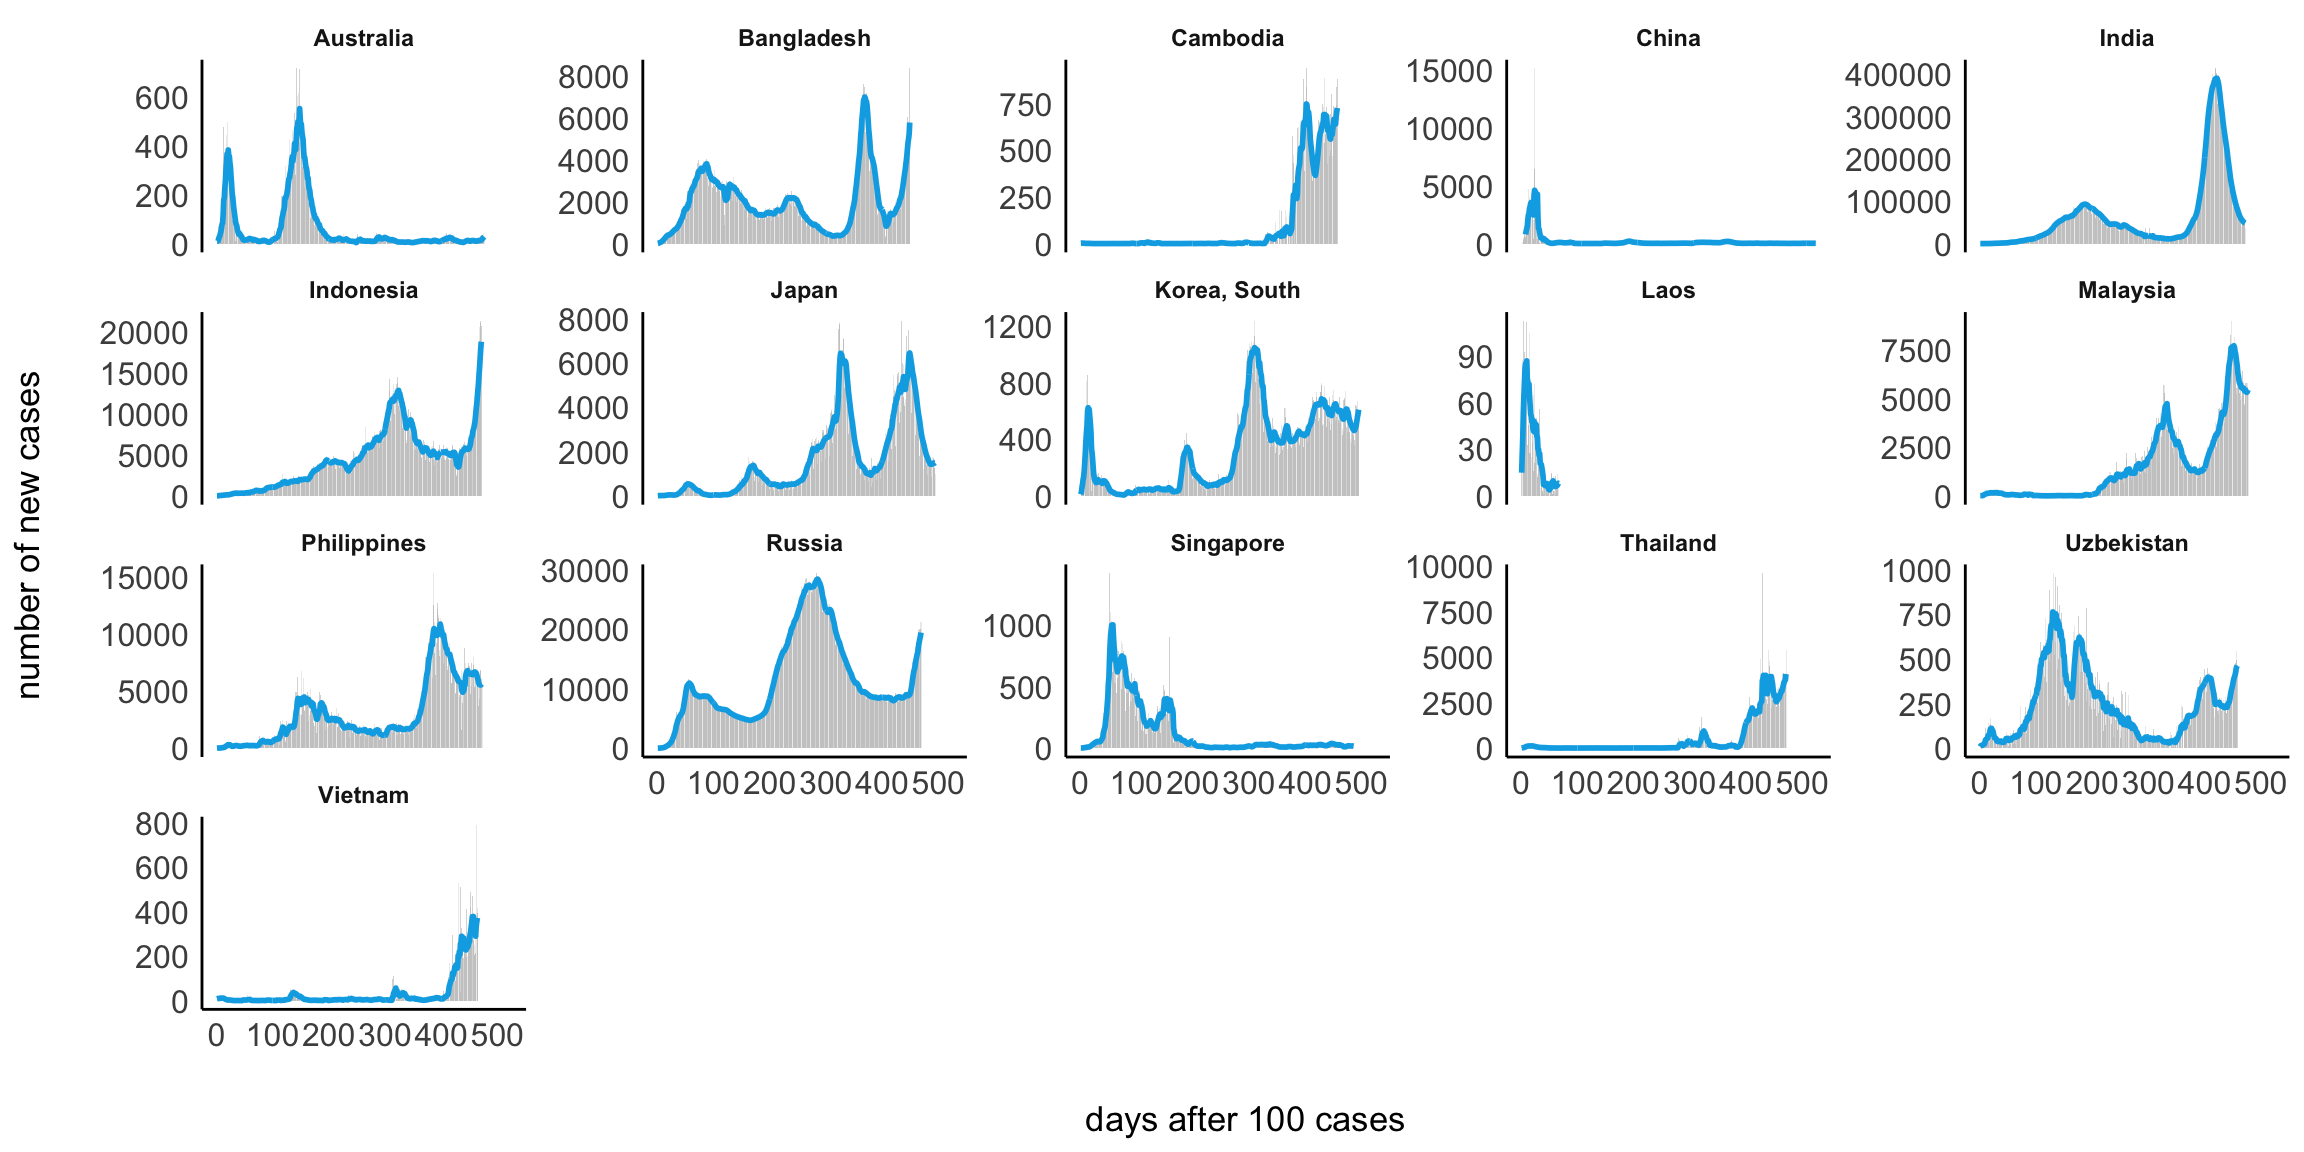 Australia Bangladesh Cambodia China India
600 8000 750 15000 400000
400 6000 500 10000 300000
200 4000 250 5000 200000
0 2000 0 0 100000
0 0
Indonesia Japan Korea, South Laos Malaysia
20000 8000 1200 90 7500
15000 6000 800 60 5000
10000 4000 400 30 2500
5000 2000 0 0 0
0 0
number of new cases
Philippines Russia Singapore Thailand Uzbekistan
15000 30000 1000 10000 1000
10000 20000 500 7500 750
5000 10000 0 5000 500
0 0 2500 250
0 0
0 100 200 300 400 500 0 100 200 300 400 500 0 100 200 300 400 500 0 100 200 300 400 500
Vietnam
800
600
400
200
0
0 100 200 300 400 500
days after 100 cases